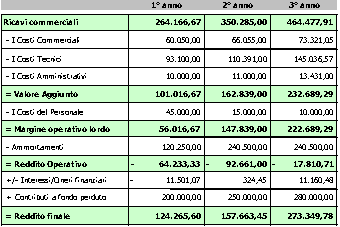 1° anno 2° anno 3° anno
Ricavi commerciali 264.166,67 350.285,00 464.477,91
- I Costi Commerciali 60.050,00 66.055,00 73.321,05
- I Costi Tecnici 93.100,00 110.391,00 145.036,57
- I Costi Amministrativi 10.000,00 11.000,00 13.431,00
= Valore Aggiunto 101.016,67 162.839,00 232.689,29
- I Costi del Personale 45.000,00 15.000,00 10.000,00
= Margine operativo lordo 56.016,67 147.839,00 222.689,29
- Ammortamenti 120.250,00 240.500,00 240.500,00
= Reddito Operativo - 64.233,33 - 92.661,00 - 17.810,71
+/- Interessi/Oneri finanziari - 11.501,07 324,45 11.160,48
+ Contributi a fondo perduto 200.000,00 250.000,00 280.000,00
= Reddito finale 124.265,60 157.663,45 273.349,78